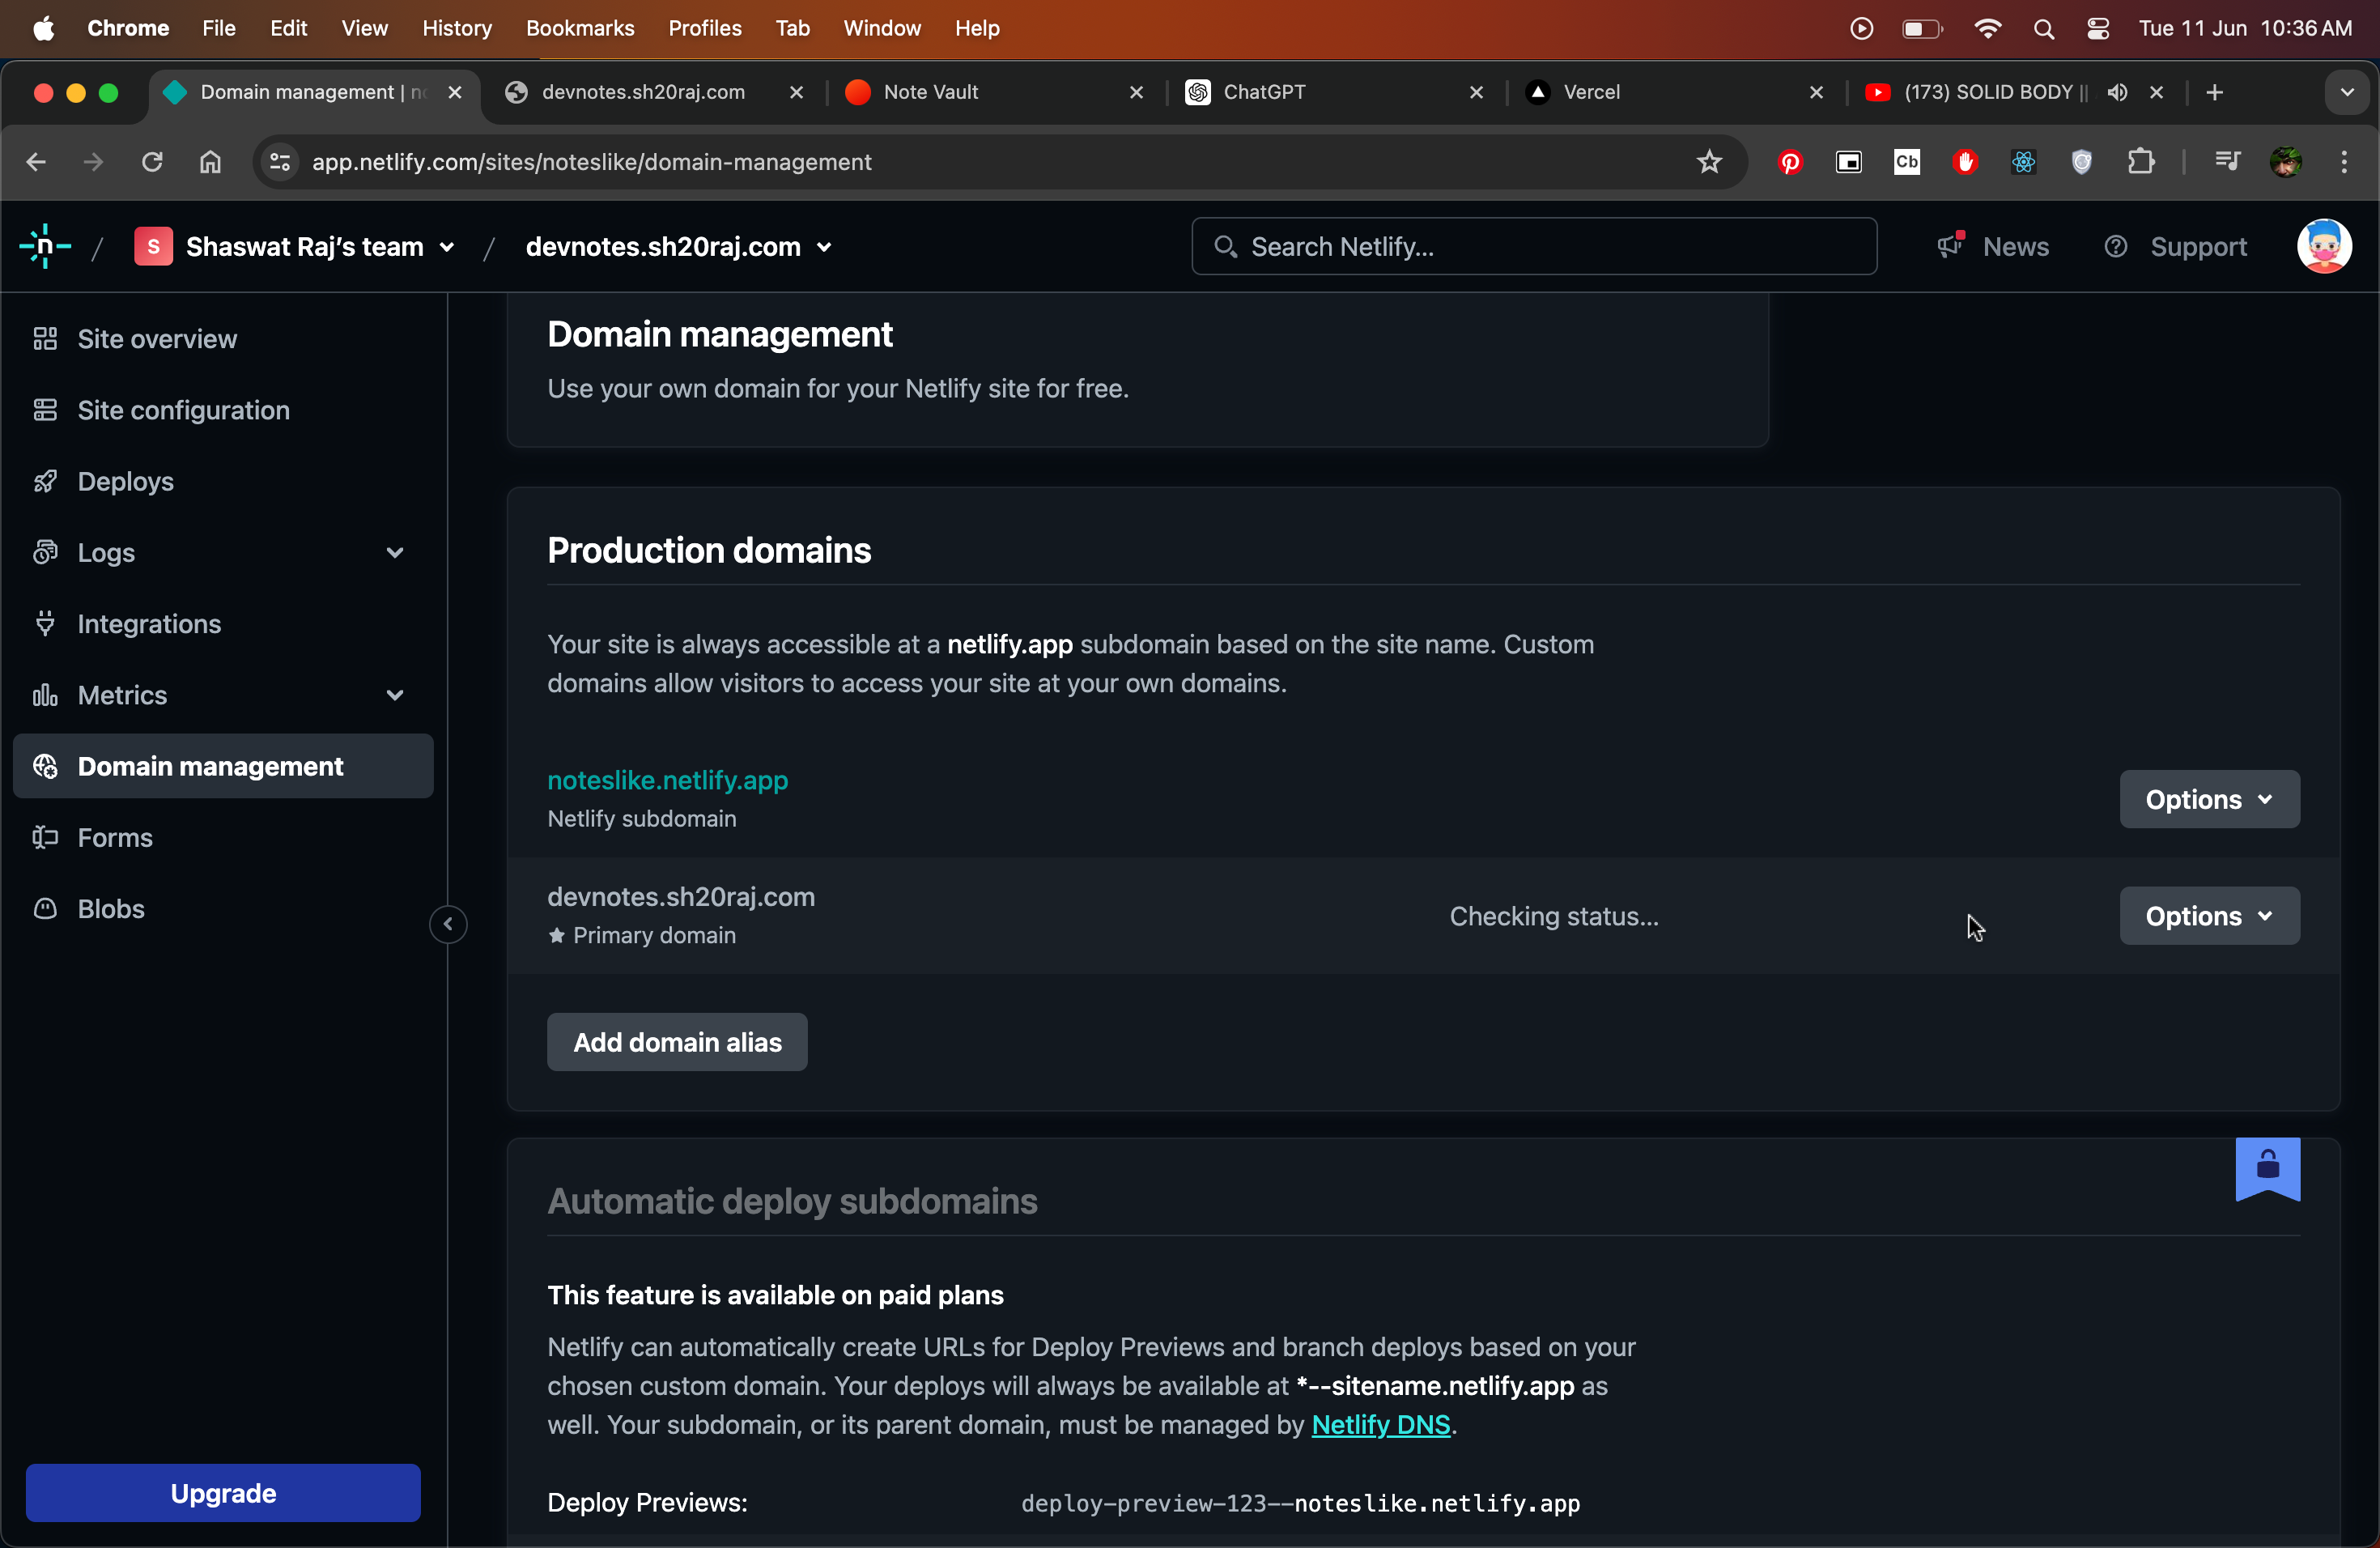 Chrome File Edit View History Bookmarks Profiles Tab Window Help Tue 11 Jun 10:36 AM
Domain management | devnotes.sh20raj.com Note Vault ChatGPT Vercel (173) SOLID BODY ||
app.netlify.com/sites/noteslike/domain-management Cb
n / S Shaswat Raj's team / devnotes.sh20raj.com Search Netlify... News Support
Site overview
Site configuration
Deploys
Logs
Integrations
Metrics
Domain management
Forms
Blobs
Upgrade
Domain management
Use your own domain for your Netlify site for free.
Production domains
Your site is always accessible at a netlify.app subdomain based on the site name. Custom
domains allow visitors to access your site at your own domains.
noteslike.netlify.app
Netlify subdomain
Options
devnotes.sh20raj.com
★ Primary domain
Checking status...
Options
Add domain alias
Automatic deploy subdomains
This feature is available on paid plans
Netlify can automatically create URLs for Deploy Previews and branch deploys based on your
chosen custom domain. Your deploys will always be available at *--sitename.netlify.app as
well. Your subdomain, or its parent domain, must be managed by Netlify DNS.
Deploy Previews: deploy-preview-123--noteslike.netlify.app